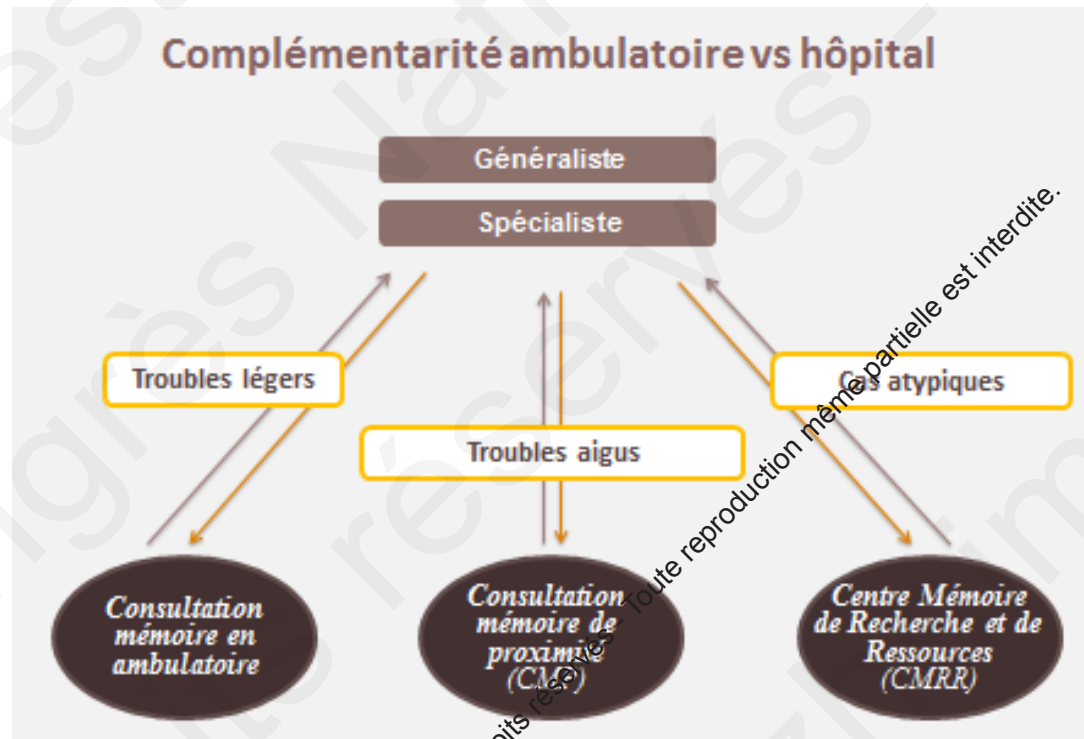 Complémentarité ambulatoire vs hôpital
Généraliste
Spécialiste
Troubles légers
Cas atypiques
Troubles aigus
Consultation
mémoire en
ambulatoire
Consultation
mémoire de
proximité
(CMP)
Centre Mémoire
de Recherche et de
Ressources
(CMRR)
réservés - Toute reproduction même partielle est interdite.